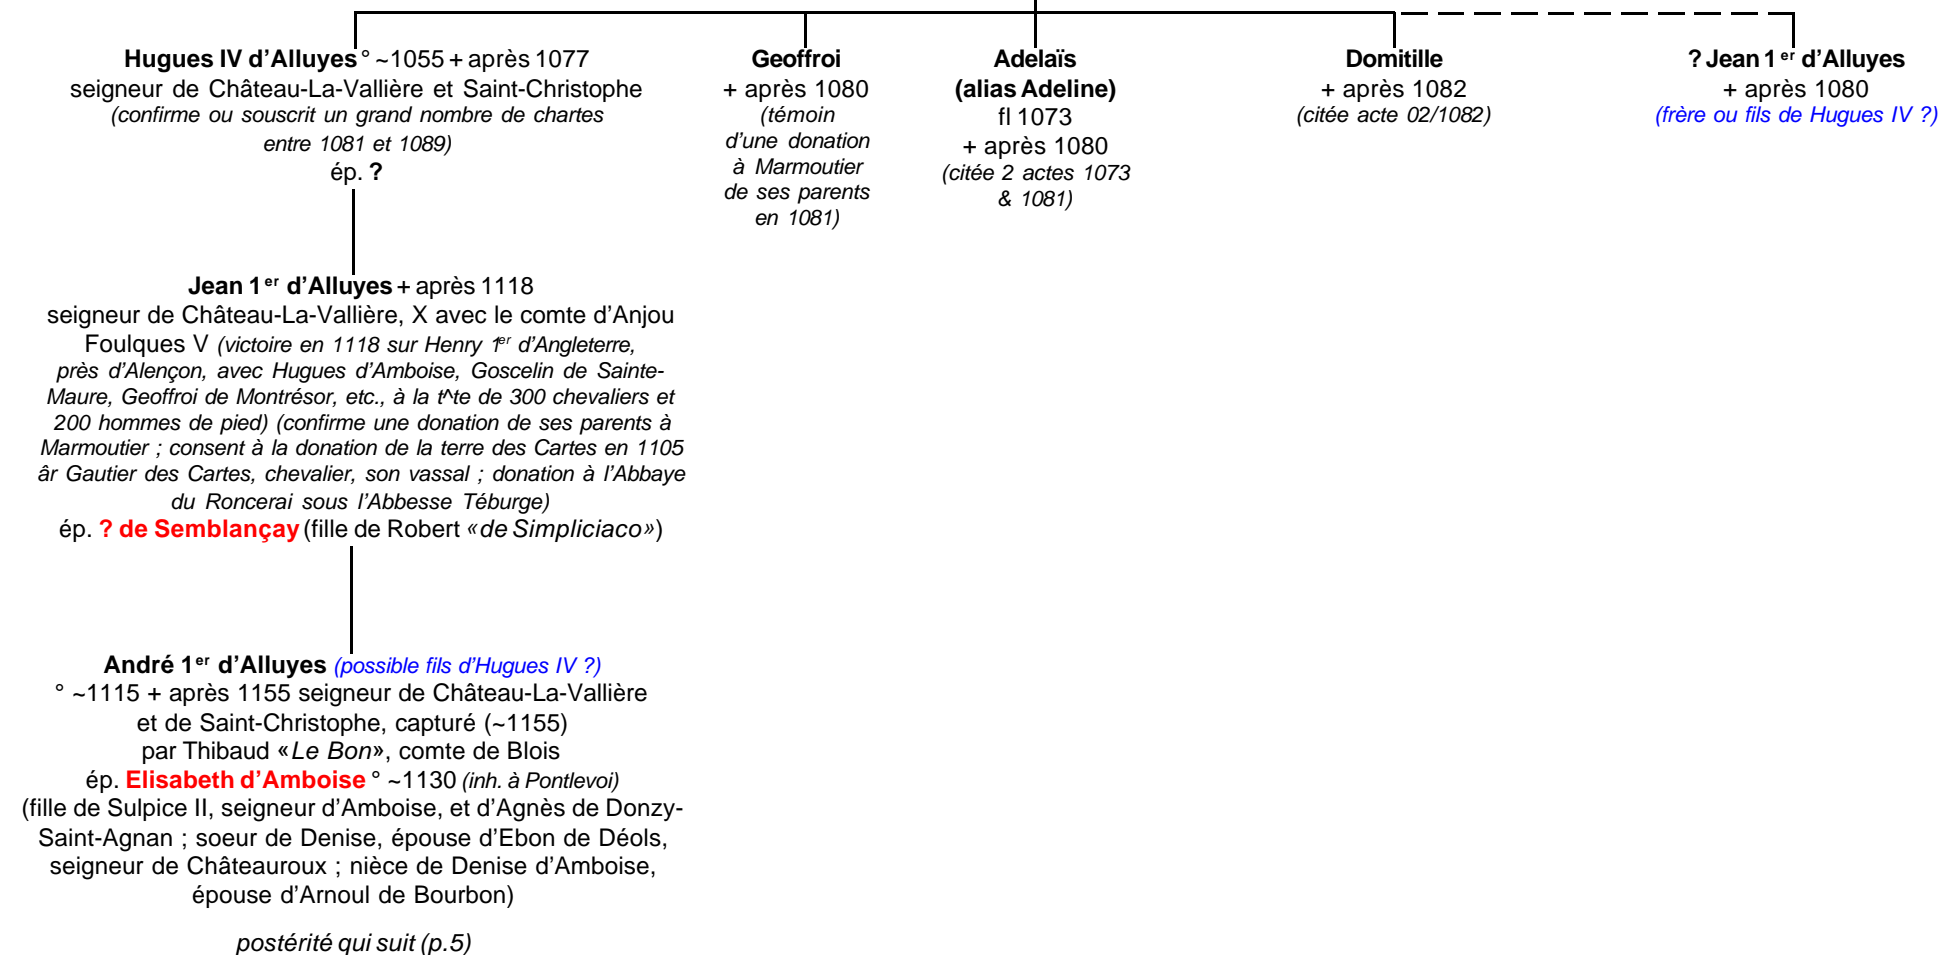 Hugues IV d’Alluyes ° ~1055 + après 1077
seigneur de Château-La-Vallière et Saint-Christophe
(confirme ou souscrit un grand nombre de chartes
entre 1081 et 1089)
ép. ?
Geoffroi
+ après 1080
(témoin
d’une donation
à Marmoutier
de ses parents
en 1081)
Adelaïs
(alias Adeline)
fl 1073
+ après 1080
(citée 2 actes 1073
& 1081)
Domitille
+ après 1082
(citée acte 02/1082)
? Jean 1er d’Alluyes
+ après 1080
(frère ou fils de Hugues IV ?)
Jean 1er d’Alluyes + après 1118
seigneur de Château-La-Vallière, X avec le comte d’Anjou
Foulques V (victoire en 1118 sur Henry 1er d’Angleterre,
près d’Alençon, avec Hugues d’Amboise, Goscelin de Sainte-
Maure, Geoffroi de Montrésor, etc., à la t^te de 300 chevaliers et
200 hommes de pied) (confirme une donation de ses parents à
Marmoutier ; consent à la donation de la terre des Cartes en 1105
âr Gautier des Cartes, chevalier, son vassal ; donation à l’Abbaye
du Roncerai sous l’Abbesse Téburge)
ép. ? de Semblançay (fille de Robert «de Simpliciaco»)
André 1er d’Alluyes (possible fils d’Hugues IV ?)
° ~1115 + après 1155 seigneur de Château-La-Vallière
et de Saint-Christophe, capturé (~1155)
par Thibaud «Le Bon», comte de Blois
ép. Elisabeth d’Amboise ° ~1130 (inh. à Pontlevoi)
(fille de Sulpice II, seigneur d’Amboise, et d’Agnès de Donzy-
Saint-Agnan ; soeur de Denise, épouse d’Ebon de Déols,
seigneur de Châteauroux ; nièce de Denise d’Amboise,
épouse d’Arnoul de Bourbon)
postérité qui suit (p.5)